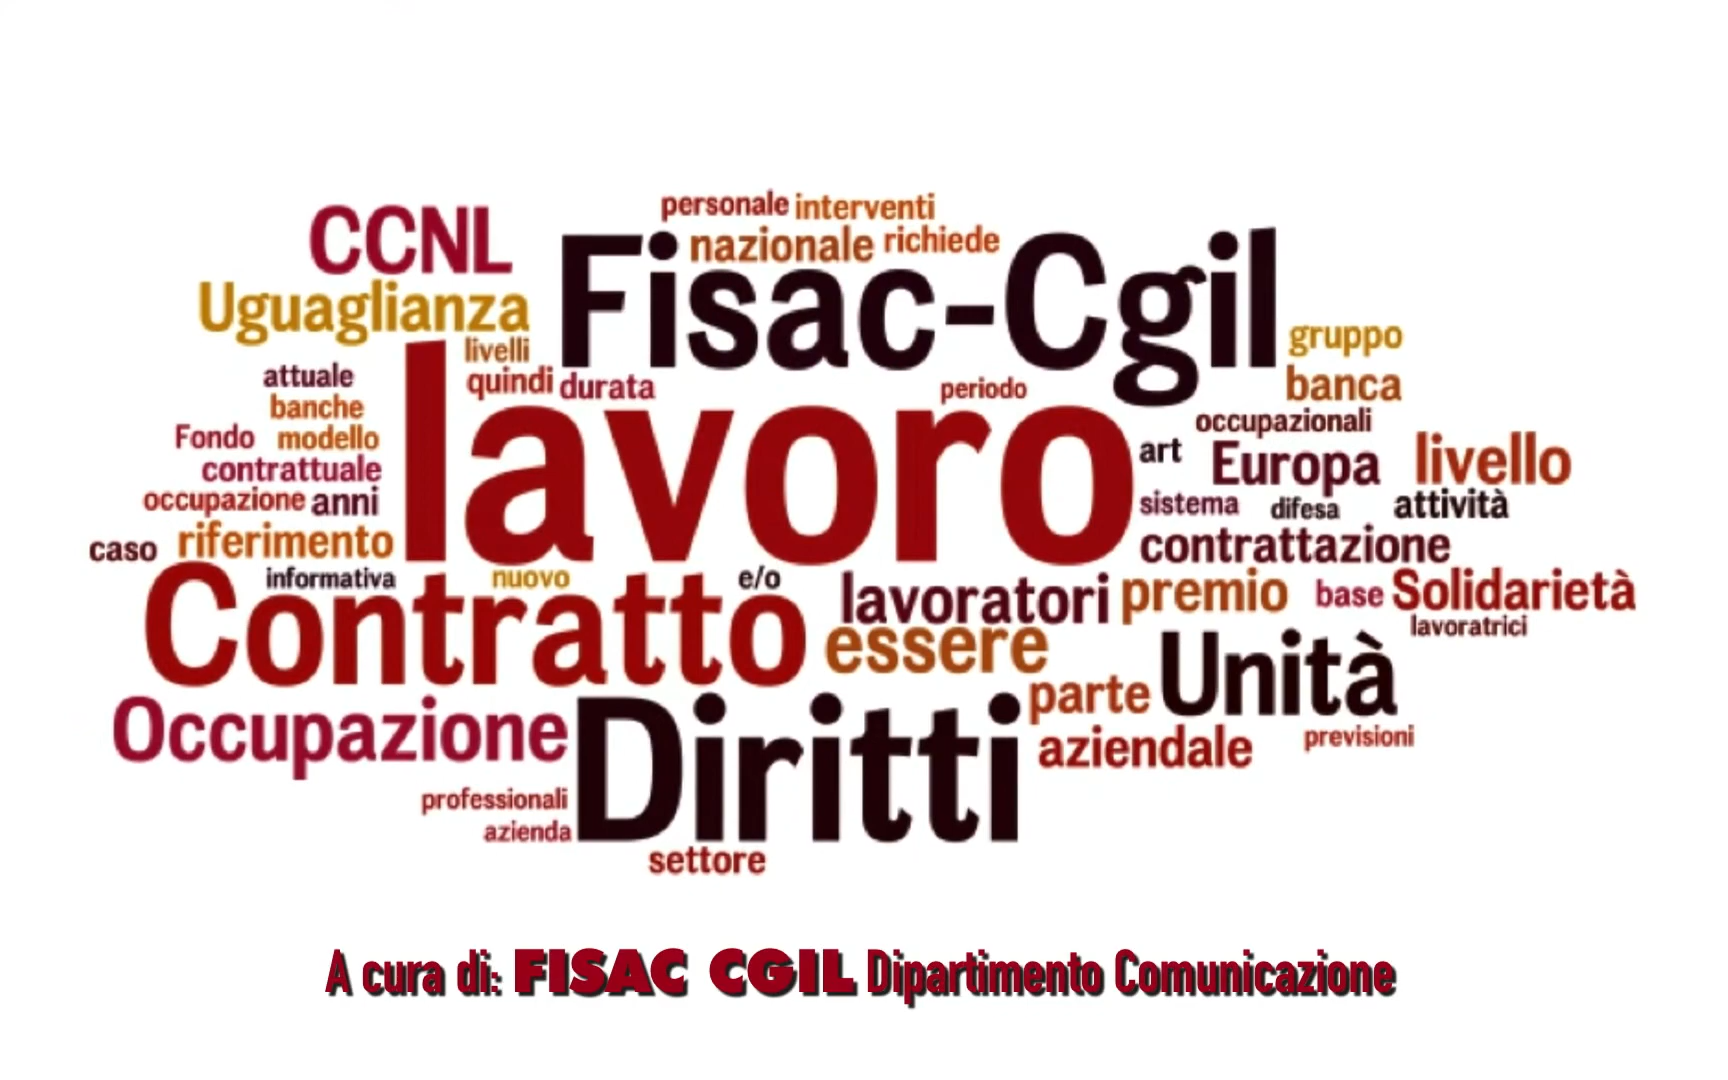 personale interventi
CCNL
nazionale richiede
Fisac-Cgil
Uguaglianza
gruppo
livelli
attuale
quindi durata
periodo
banca
banche
lavoro
occupazionali
Fondo modello
art
Europa
livello
contrattuale
occupazione anni
sistema
difesa
attività
caso
riferimento
contrattazione
informativa
nuovo
e/o
Contratto
lavoratori
premio
base
Solidarietà
lavoratrici
essere
Unità
parte
Occupazione
Diritti
aziendale
previsioni
professionali
azienda
settore
A cura di: FISAC CGIL Dipartimento Comunicazione